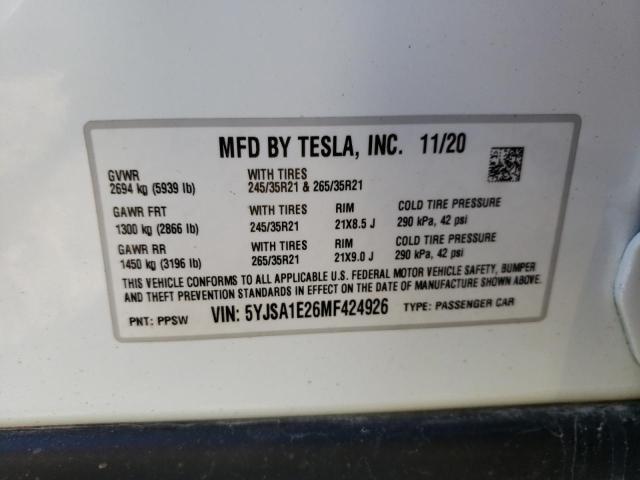 MFD BY TESLA, INC. 11/20
GVWR WITH TIRES
2694 kg (5939 lb) 245/35R21 & 265/35R21
GAWR FRT WITH TIRES RIM COLD TIRE PRESSURE
1300 kg (2866 lb) 245/35R21 21X8.5 J 290 kPa, 42 psi
GAWR RR WITH TIRES RIM COLD TIRE PRESSURE
1450 kg (3196 lb) 265/35R21 21X9.0 J 290 kPa, 42 psi
THIS VEHICLE CONFORMS TO ALL APPLICABLE U.S. FEDERAL MOTOR VEHICLE SAFETY, BUMPER
AND THEFT PREVENTION STANDARDS IN EFFECT ON THE DATE OF MANUFACTURE SHOWN ABOVE.
PNT: PPSW VIN: 5YJSA1E26MF424926 TYPE: PASSENGER CAR